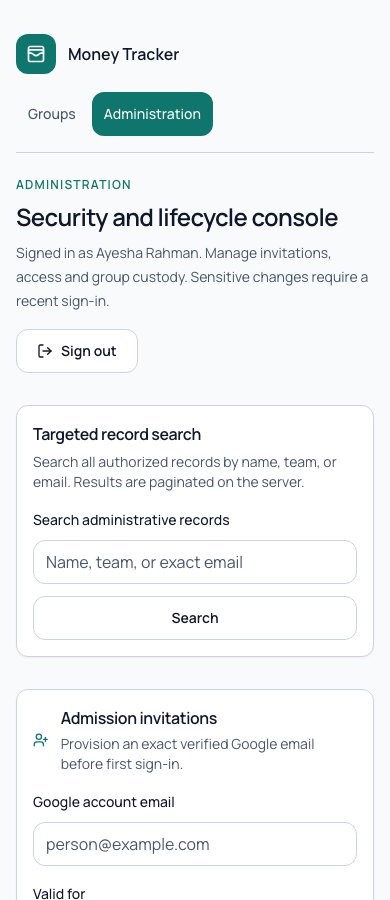 Money Tracker
Groups
Administration
ADMINISTRATION
Security and lifecycle console
Signed in as Ayesha Rahman. Manage invitations,
access and group custody. Sensitive changes require a
recent sign-in.
Sign out
Targeted record search
Search all authorized records by name, team, or
email. Results are paginated on the server.
Search administrative records
Name, team, or exact email
Search
Admission invitations
Provision an exact verified Google email
before first sign-in.
Google account email
person@example.com
Valid for